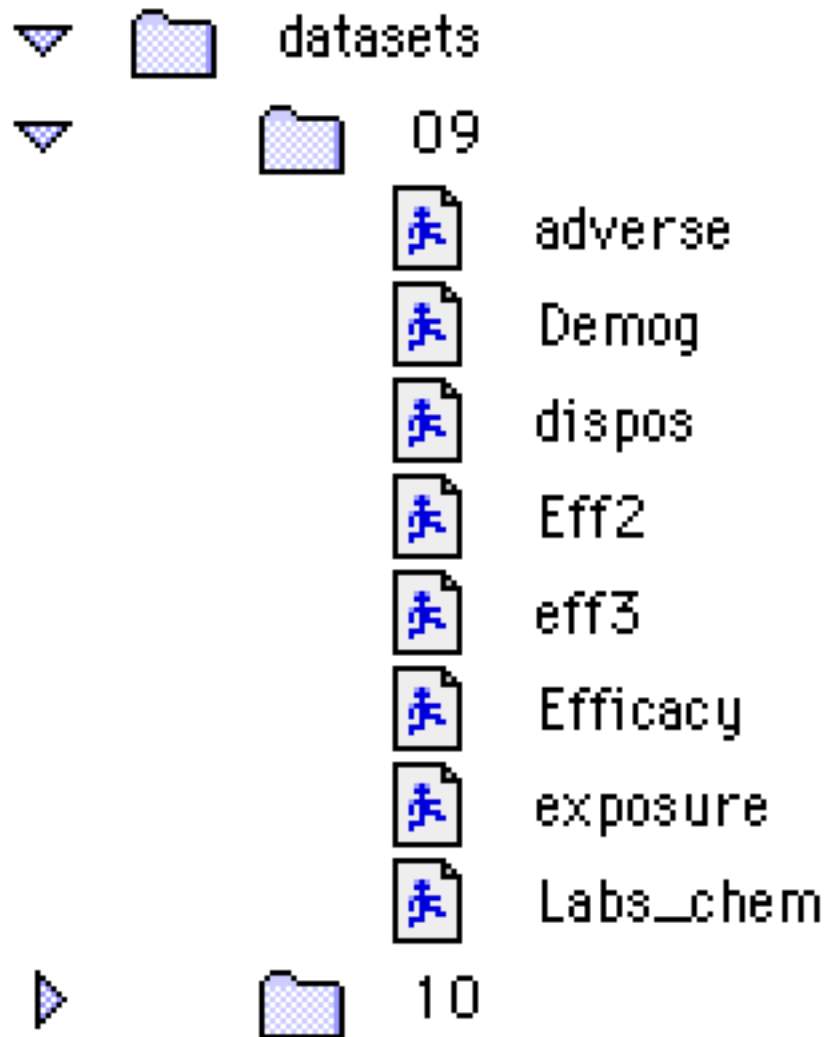 datasets
09
adverse
Demog
dispos
Eff2
eff3
Efficacy
exposure
Labs_chem
10